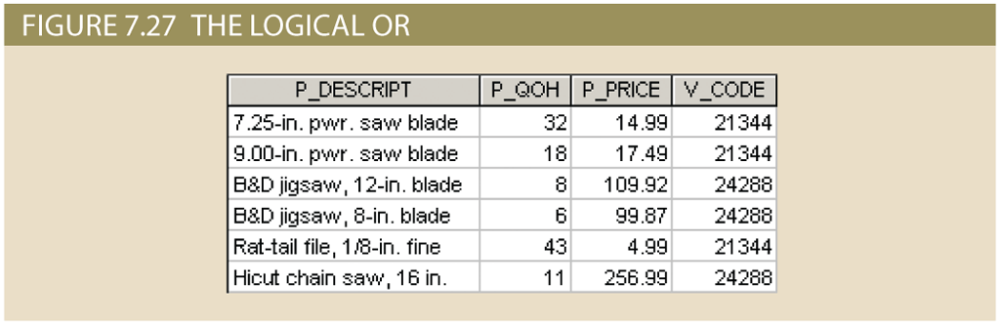 FIGURE 7.27 THE LOGICAL OR
P_DESCRIPT P_QOH P_PRICE V_CODE
7.25-in. pwr. saw blade 32 14.99 21344
9.00-in. pwr. saw blade 18 17.49 21344
B&D jigsaw, 12-in. blade 8 109.92 24288
B&D jigsaw, 8-in. blade 6 99.87 24288
Rat-tail file, 1/8-in. fine 43 4.99 21344
Hicut chain saw, 16 in. 11 256.99 24288